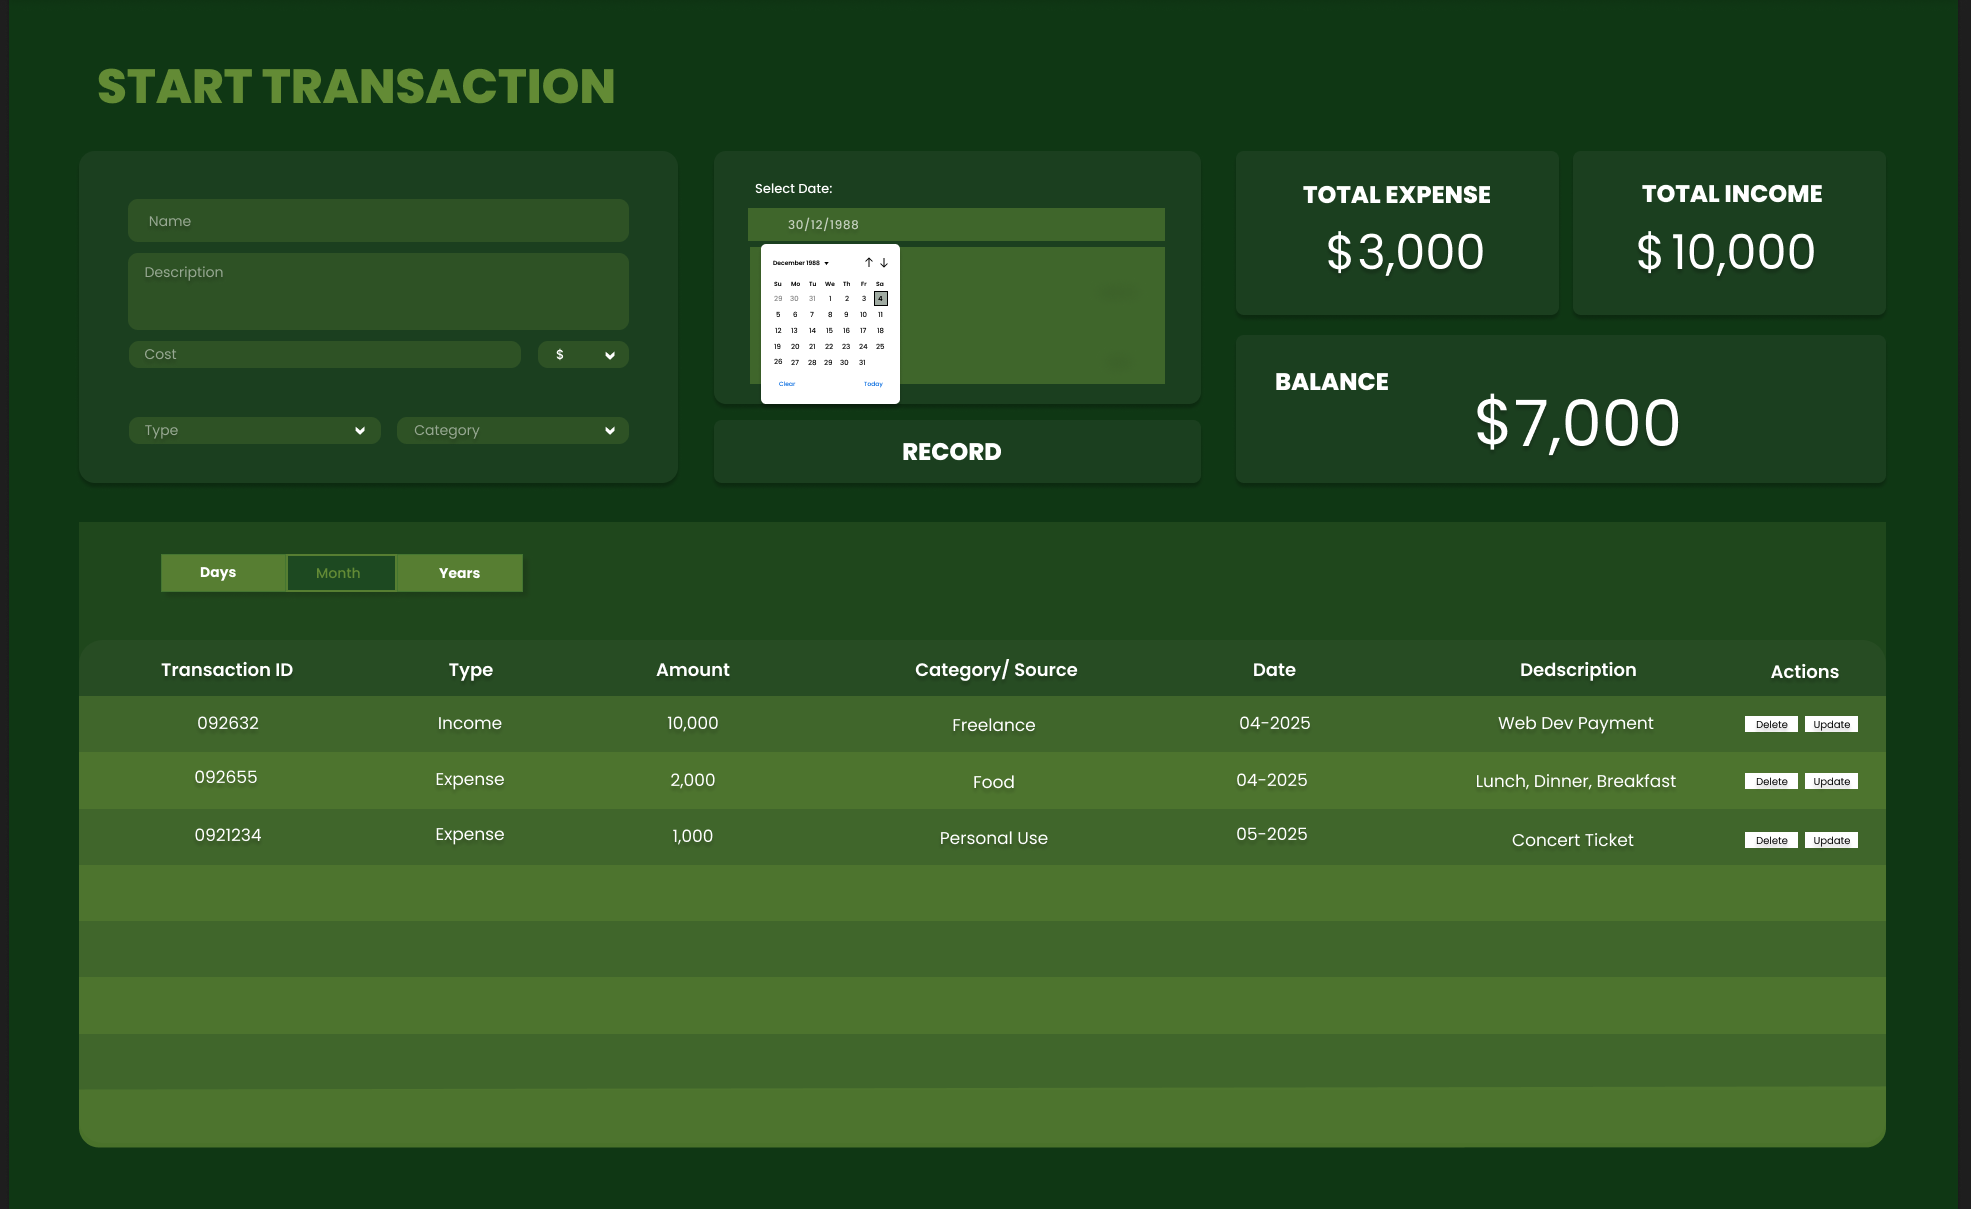 START TRANSACTION
Name
Description
Cost
$
Type
Category
Select Date:
30/12/1988
December 1988
Su Mo Tu We Th Fr Sa
29 30 31 1 2 3 4
5 6 7 8 9 10 11
12 13 14 15 16 17 18
19 20 21 22 23 24 25
26 27 28 29 30 31
Clear Today
RECORD
TOTAL EXPENSE
$3,000
TOTAL INCOME
$10,000
BALANCE
$7,000
Days Month Years
Transaction ID Type Amount Category/ Source Date Dedscription Actions
092632 Income 10,000 Freelance 04-2025 Web Dev Payment Delete Update
092655 Expense 2,000 Food 04-2025 Lunch, Dinner, Breakfast Delete Update
0921234 Expense 1,000 Personal Use 05-2025 Concert Ticket Delete Update